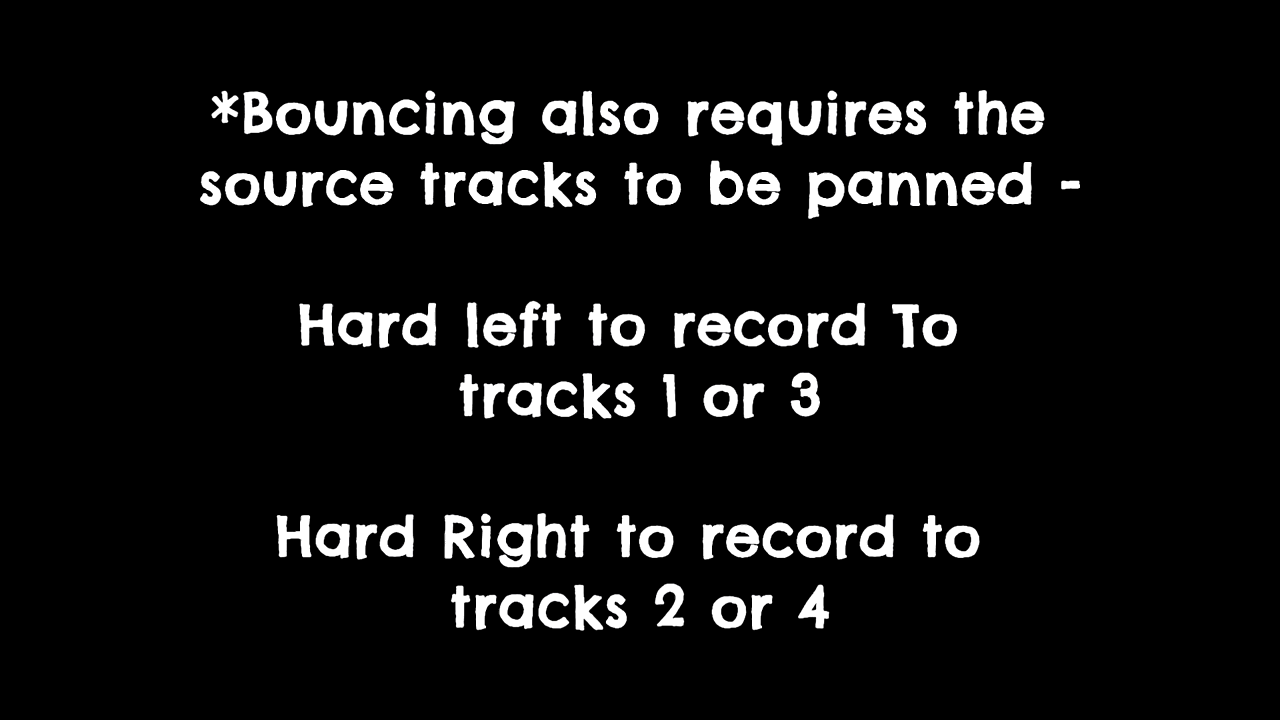 *Bouncing also requires the
source tracks to be panned -
Hard left to record To
tracks 1 or 3
Hard Right to record to
tracks 2 or 4